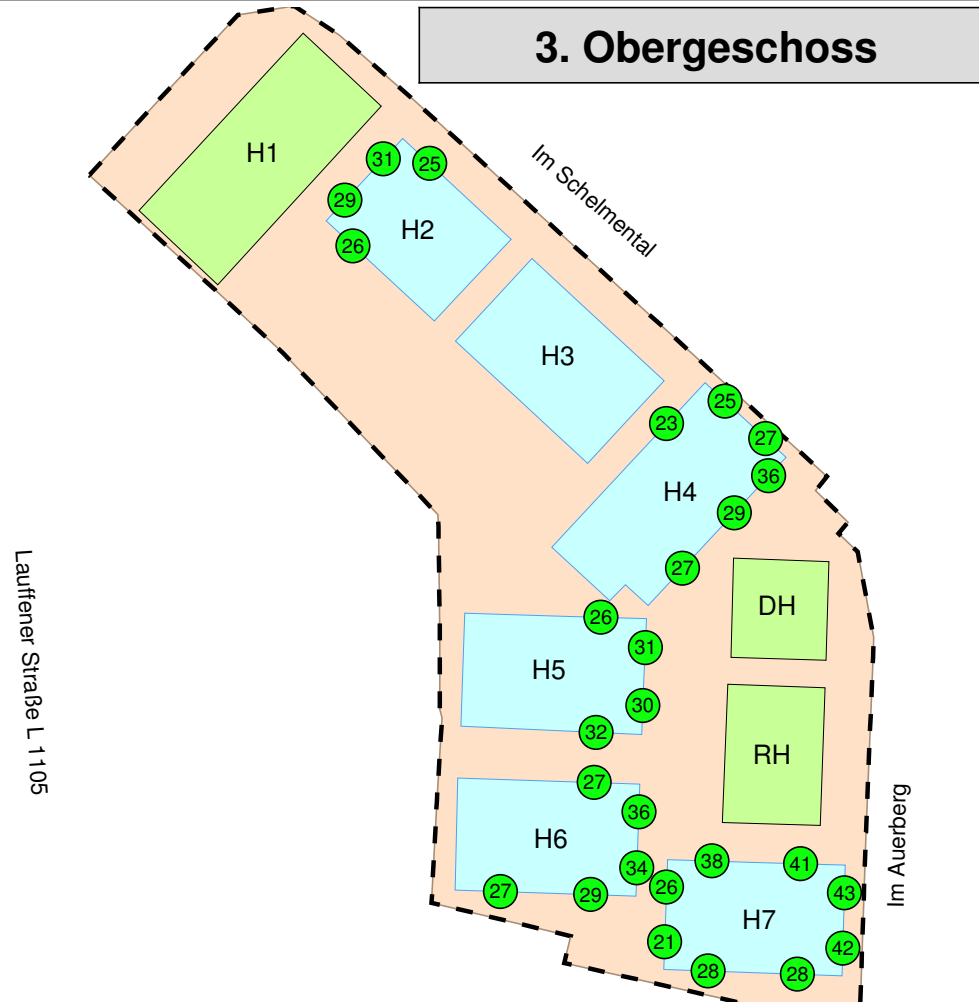 3. Obergeschoss
H1
31
25
Im Schelmental
29
H2
26
H3
25
23
27
36
H4
29
27
DH
26
31
H5
30
32
Lauffener Straße L 1105
RH
27
36
Im Auerberg
H6
34
38
41
26
43
27
29
H7
21
42
28
28